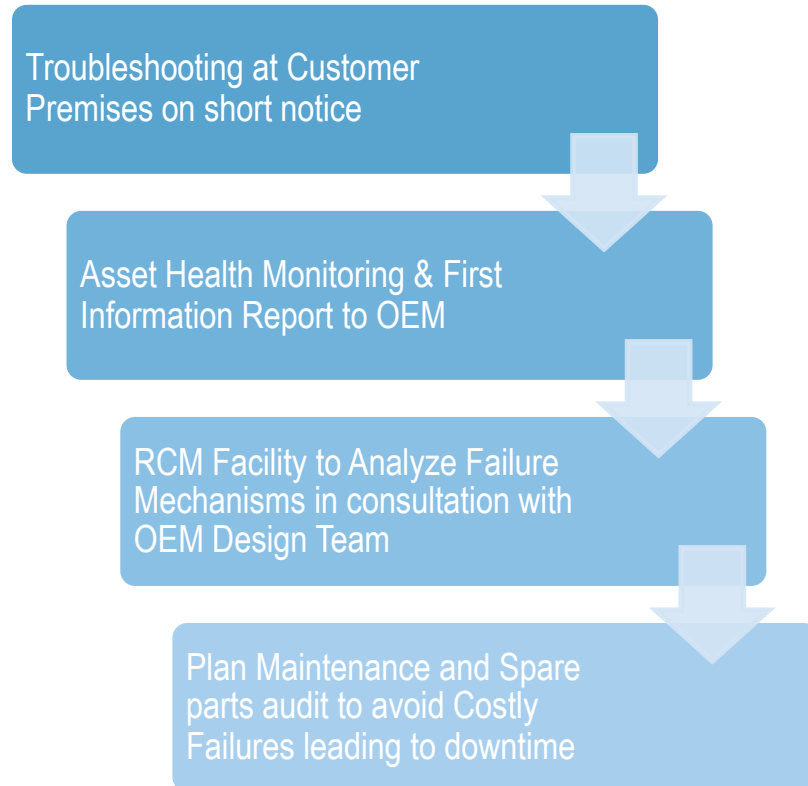 Troubleshooting at Customer
Premises on short notice
Asset Health Monitoring & First
Information Report to OEM
RCM Facility to Analyze Failure
Mechanisms in consultation with
OEM Design Team
Plan Maintenance and Spare
parts audit to avoid Costly
Failures leading to downtime